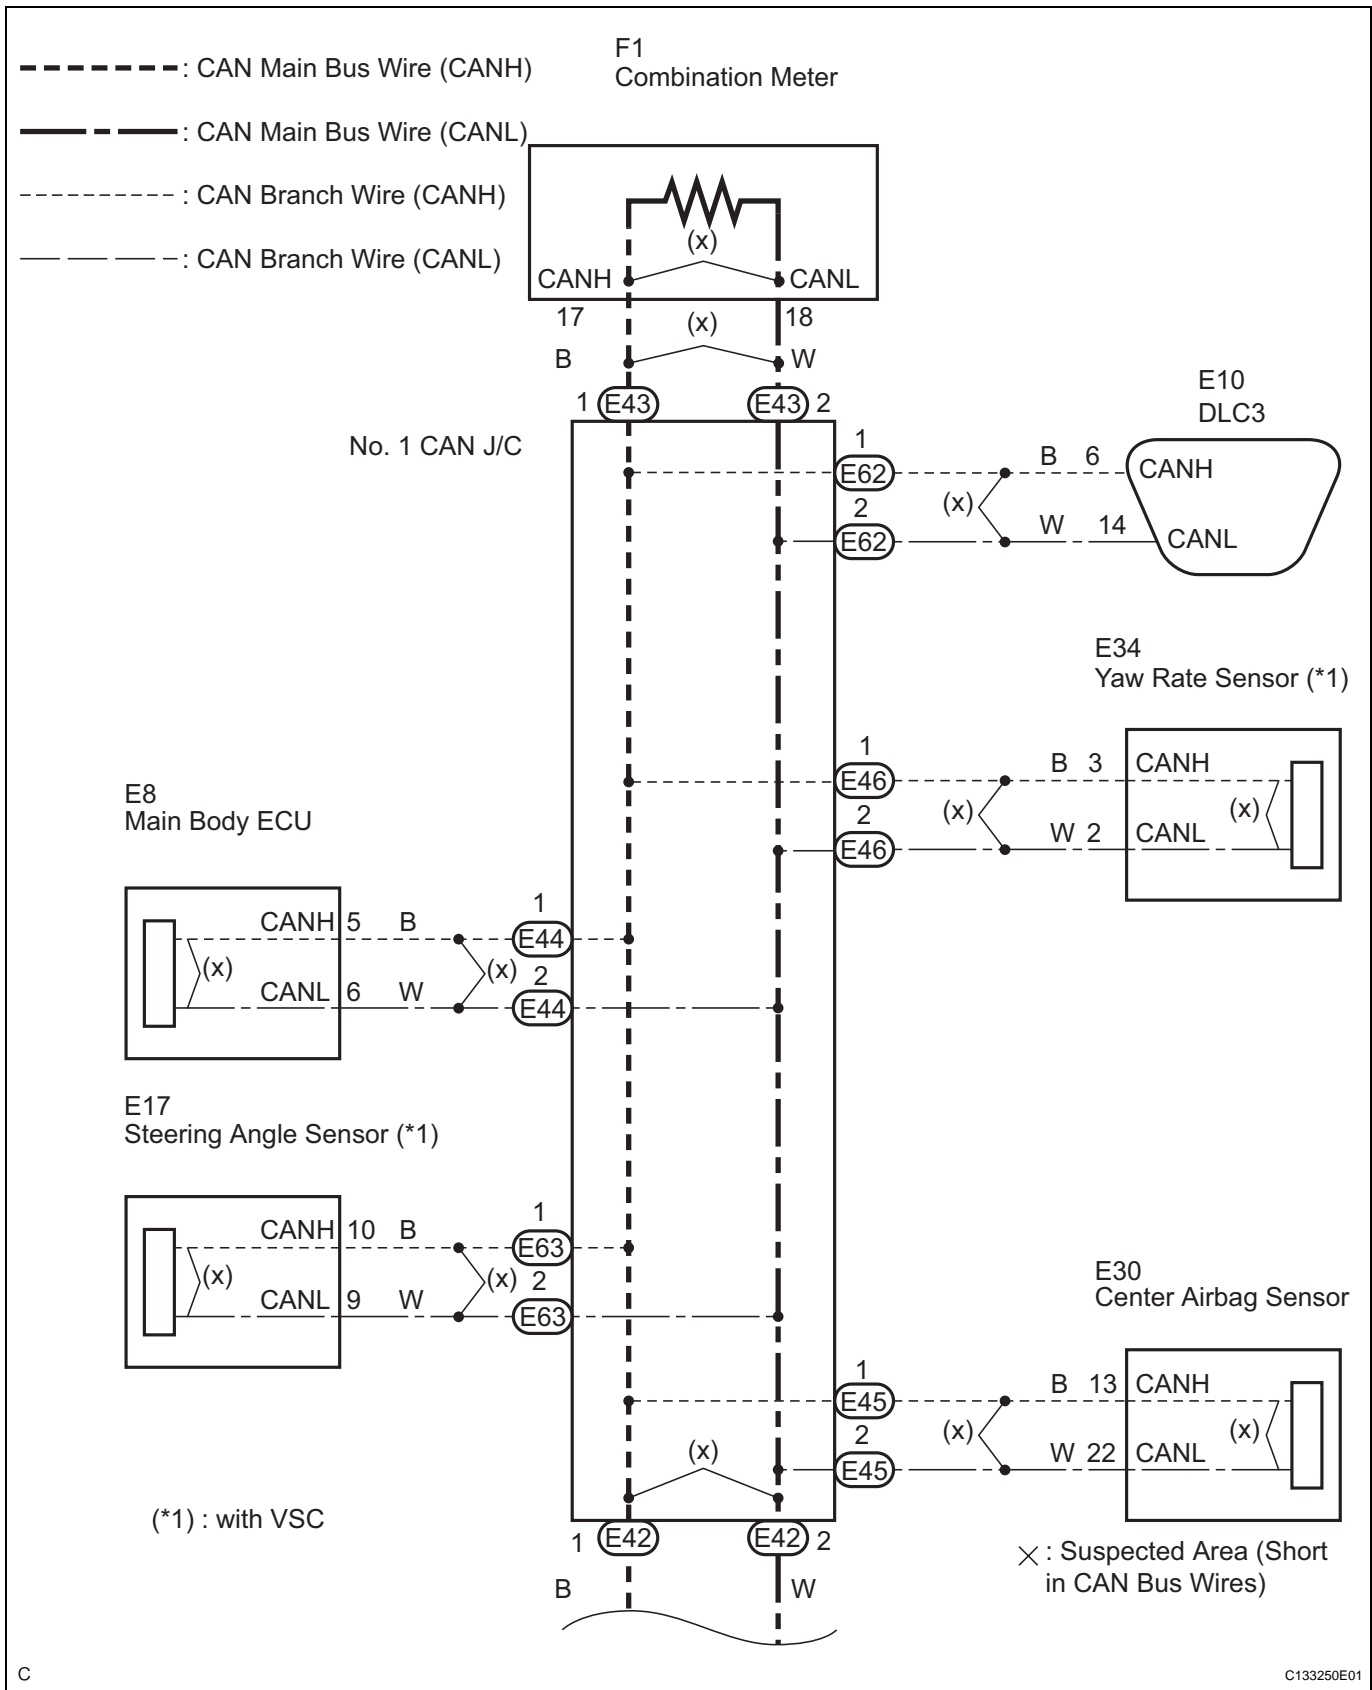 : CAN Main Bus Wire (CANH)
: CAN Main Bus Wire (CANL)
: CAN Branch Wire (CANH)
: CAN Branch Wire (CANL)
F1
Combination Meter
(x)
CANH
CANL
17
(x)
18
B
W
1
E43
E43
2
No. 1 CAN J/C
E10
DLC3
1
E62
B
6
CANH
(x)
2
E62
W
14
CANL
E34
Yaw Rate Sensor (*1)
1
E46
B
3
CANH
(x)
(x)
2
E46
W
2
CANL
E8
Main Body ECU
CANH
5
B
1
E44
(x)
(x)
CANL
6
W
2
E44
E17
Steering Angle Sensor (*1)
CANH
10
B
1
E63
(x)
(x)
CANL
9
W
2
E63
E30
Center Airbag Sensor
1
E45
B
13
CANH
(x)
(x)
2
E45
W
22
CANL
(x)
(*1) : with VSC
1
E42
E42
2
B
W
: Suspected Area (Short
in CAN Bus Wires)
C
C133250E01